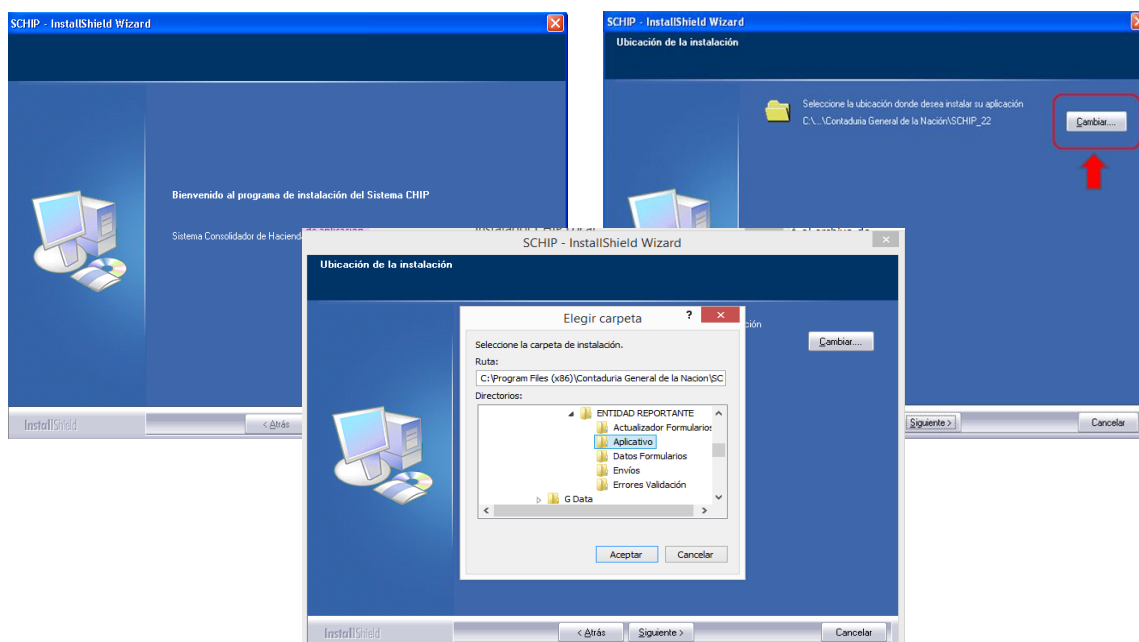 SCHIP - InstallShield Wizard
Bienvenido al programa de instalación del Sistema CHIP
Sistema Consolidador de Hacienda
InstallShield
< Atrás
SCHIP - InstallShield Wizard
Ubicación de la instalación
Seleccione la ubicación donde desea instalar su aplicación
C:\...\Contaduria General de la Nación\SCHIP_22
Cambiar....
Siguiente >
Cancelar
SCHIP - InstallShield Wizard
Ubicación de la instalación
ción
Cambiar....
Elegir carpeta
?
Seleccione la carpeta de instalación.
Ruta:
C:\Program Files (x86)\Contaduria General de la Nacion\SC
Directorios:
ENTIDAD REPORTANTE
Actualizador Formularios
Aplicativo
Datos Formularios
Envíos
Errores Validación
G Data
Aceptar
Cancelar
InstallShield
< Atrás
Siguiente >
Cancelar